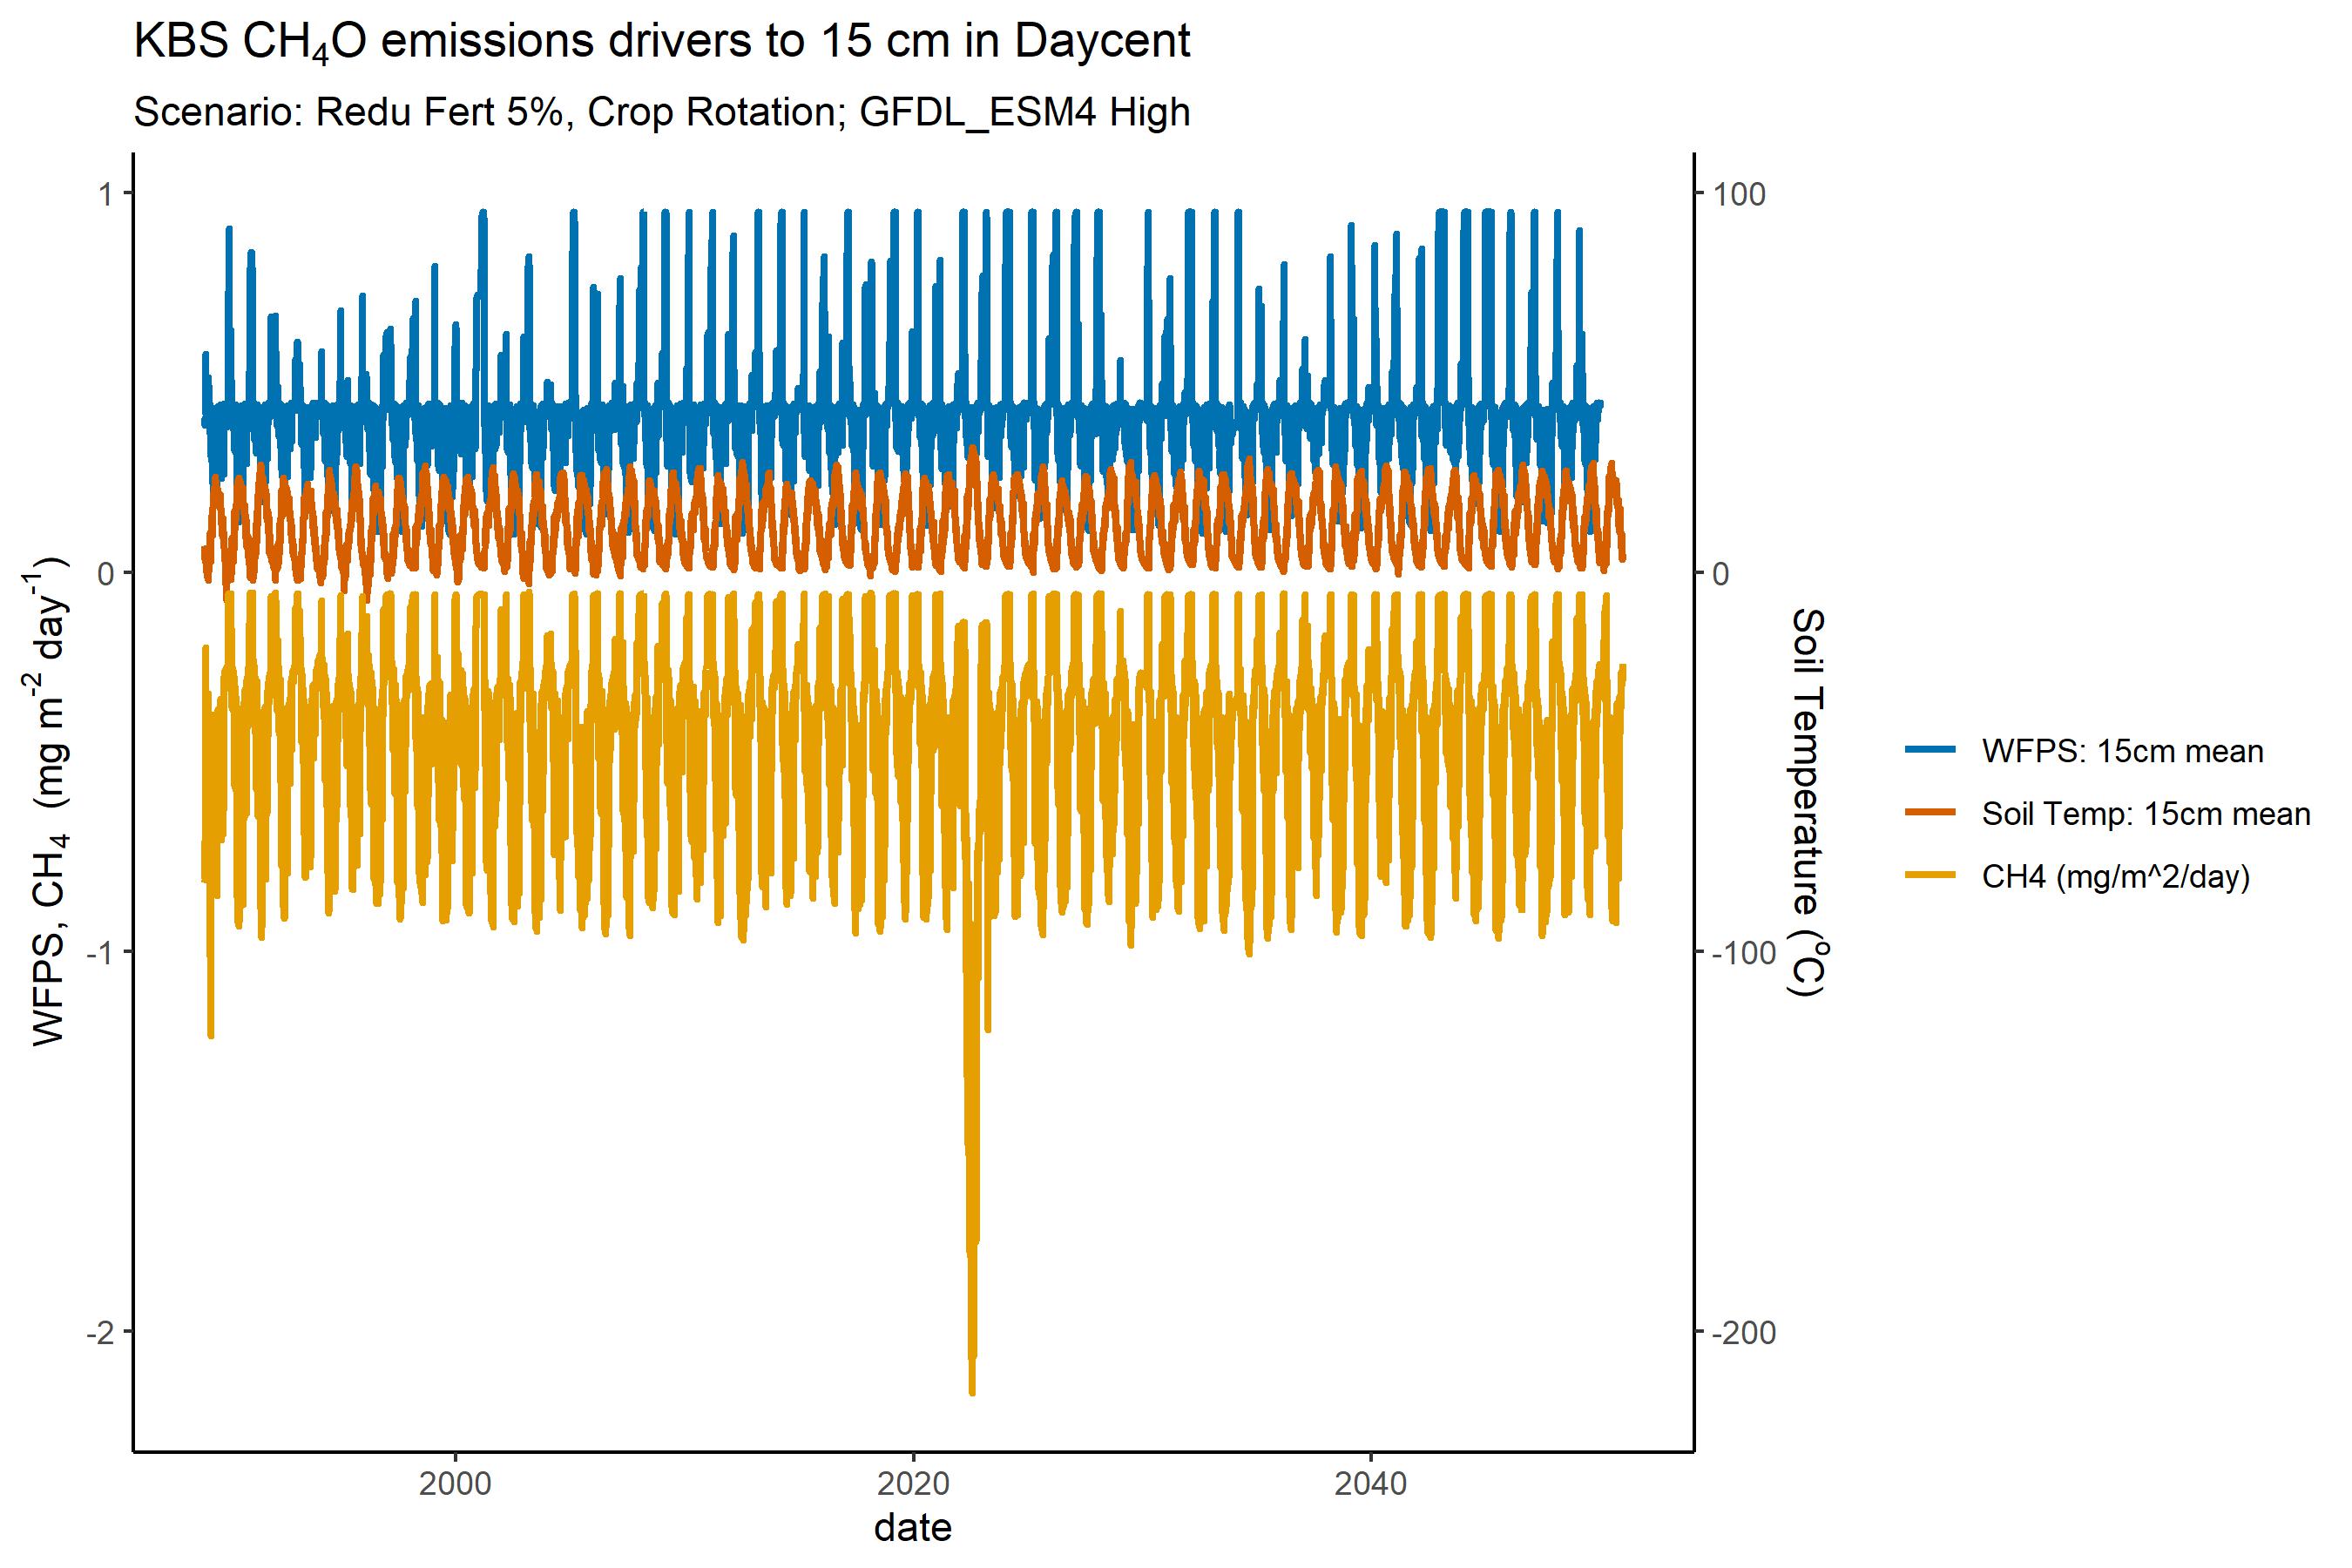 KBS CH₄O emissions drivers to 15 cm in Daycent
Scenario: Redu Fert 5%, Crop Rotation; GFDL_ESM4 High
WFPS, CH₄ (mg m⁻² day⁻¹)
1
0
-1
-2
100
0
-100
-200
Soil Temperature (°C)
2000
2020
2040
date
WFPS: 15cm mean
Soil Temp: 15cm mean
CH4 (mg/m^2/day)